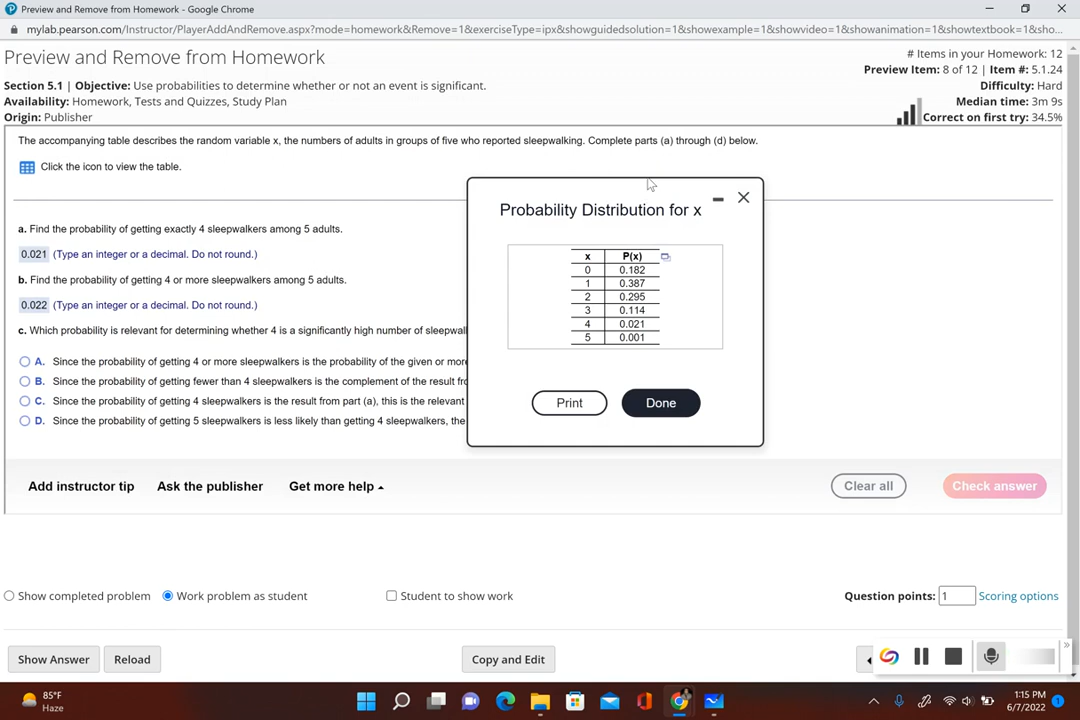 Preview and Remove from Homework - Google Chrome
mylab.pearson.com/Instructor/PlayerAddAndRemove.aspx?mode=homework&Remove=1&exerciseType=ipx&showguidedsolution=1&showexample=1&showvideo=1&showanimation=1&showtextbook=1&sho...
Preview and Remove from Homework
# Items in your Homework: 12
Preview Item: 8 of 12 | Item #: 5.1.24
Section 5.1 | Objective: Use probabilities to determine whether or not an event is significant.
Difficulty: Hard
Availability: Homework, Tests and Quizzes, Study Plan
Median time: 3m 9s
Origin: Publisher
Correct on first try: 34.5%
The accompanying table describes the random variable x, the numbers of adults in groups of five who reported sleepwalking. Complete parts (a) through (d) below.
Click the icon to view the table.
a. Find the probability of getting exactly 4 sleepwalkers among 5 adults.
0.021 (Type an integer or a decimal. Do not round.)
b. Find the probability of getting 4 or more sleepwalkers among 5 adults.
0.022 (Type an integer or a decimal. Do not round.)
c. Which probability is relevant for determining whether 4 is a significantly high number of sleepwal
A. Since the probability of getting 4 or more sleepwalkers is the probability of the given or more
B. Since the probability of getting fewer than 4 sleepwalkers is the complement of the result fr
C. Since the probability of getting 4 sleepwalkers is the result from part (a), this is the relevant
D. Since the probability of getting 5 sleepwalkers is less likely than getting 4 sleepwalkers, the
Probability Distribution for x
x P(x)
0 0.182
1 0.387
2 0.295
3 0.114
4 0.021
5 0.001
Print Done
Add instructor tip Ask the publisher Get more help
Clear all Check answer
Show completed problem Work problem as student Student to show work
Question points: 1 Scoring options
Show Answer Reload Copy and Edit
85°F
Haze
1:15 PM
6/7/2022
1